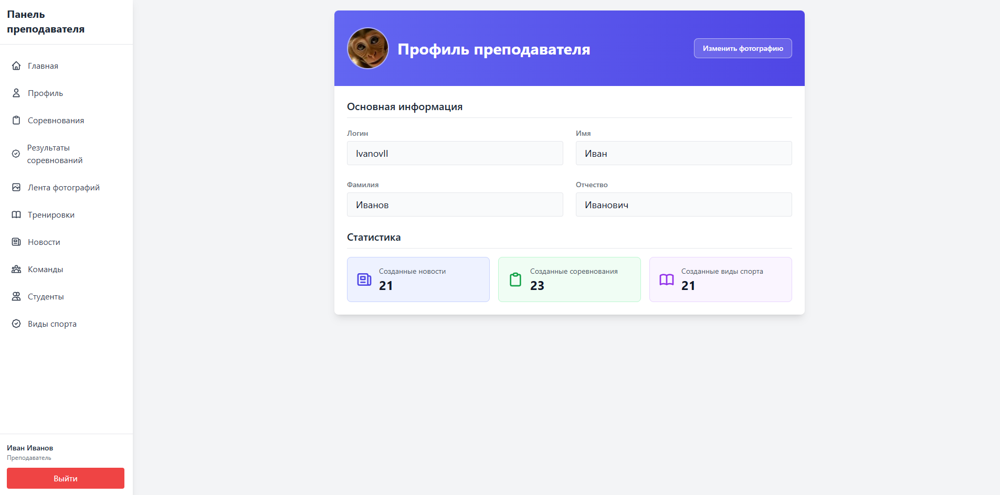 Панель
преподавателя
Главная
Профиль
Соревнования
Результаты
соревнований
Лента фотографий
Тренировки
Новости
Команды
Студенты
Виды спорта
Иван Иванов
Преподаватель
Выйти
Профиль преподавателя
Изменить фотографию
Основная информация
Логин
Имя
IvanovII
Иван
Фамилия
Отчество
Иванов
Иванович
Статистика
Созданные новости
21
Созданные соревнования
23
Созданные виды спорта
21